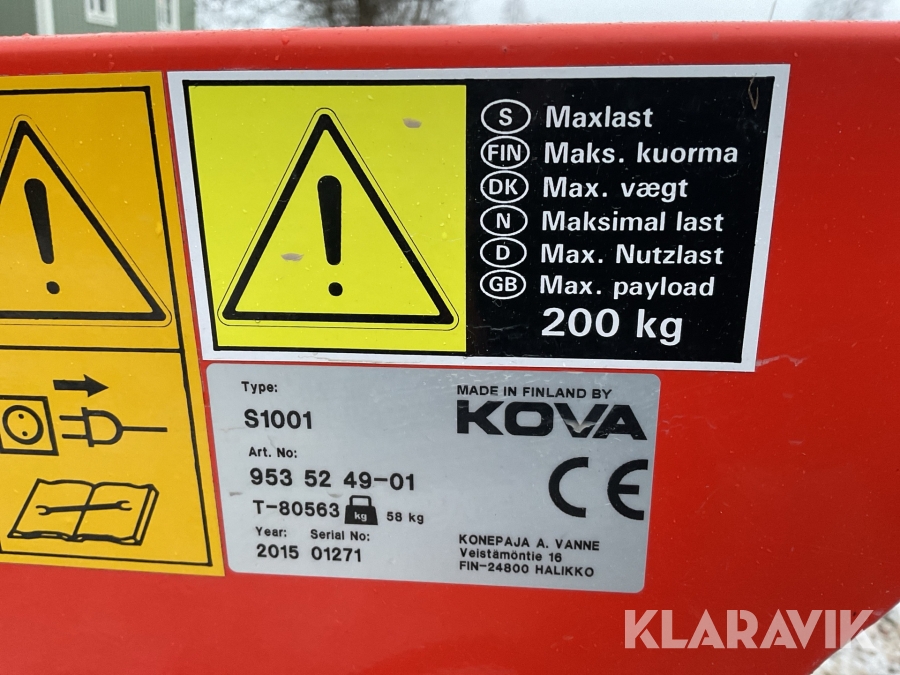 S Maxlast
FIN Maks. kuorma
DK Max. vægt
N Maksimal last
D Max. Nutzlast
GB Max. payload
200 kg
Type:
S1001
Art. No:
953 52 49-01
T-80563 kg 58 kg
Year: Serial No:
2015 01271
MADE IN FINLAND BY
KOVA
CE
KONEPAJA A. VANNE
Veistämöntie 16
FIN-24800 HALIKKO
KLARAVIK